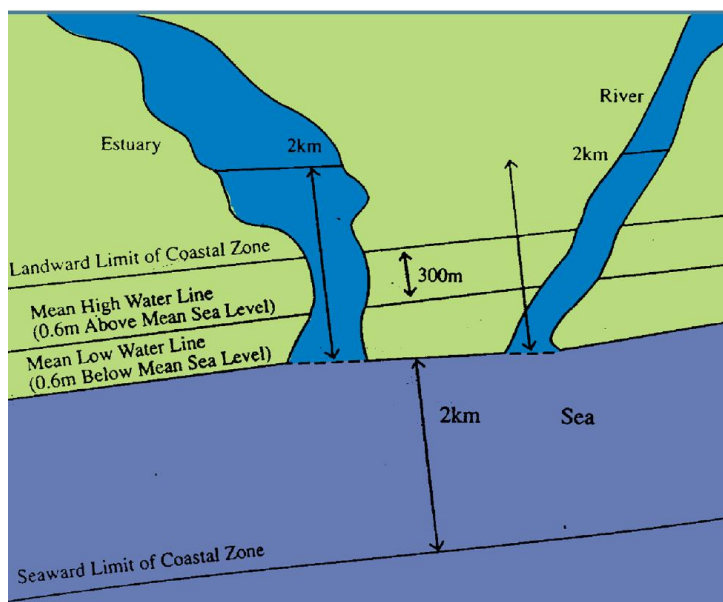 River
Estuary
2km
2km
Landward Limit of Coastal Zone
300m
Mean High Water Line
(0.6m Above Mean Sea Level)
Mean Low Water Line
(0.6m Below Mean Sea Level)
2km
Sea
Seaward Limit of Coastal Zone